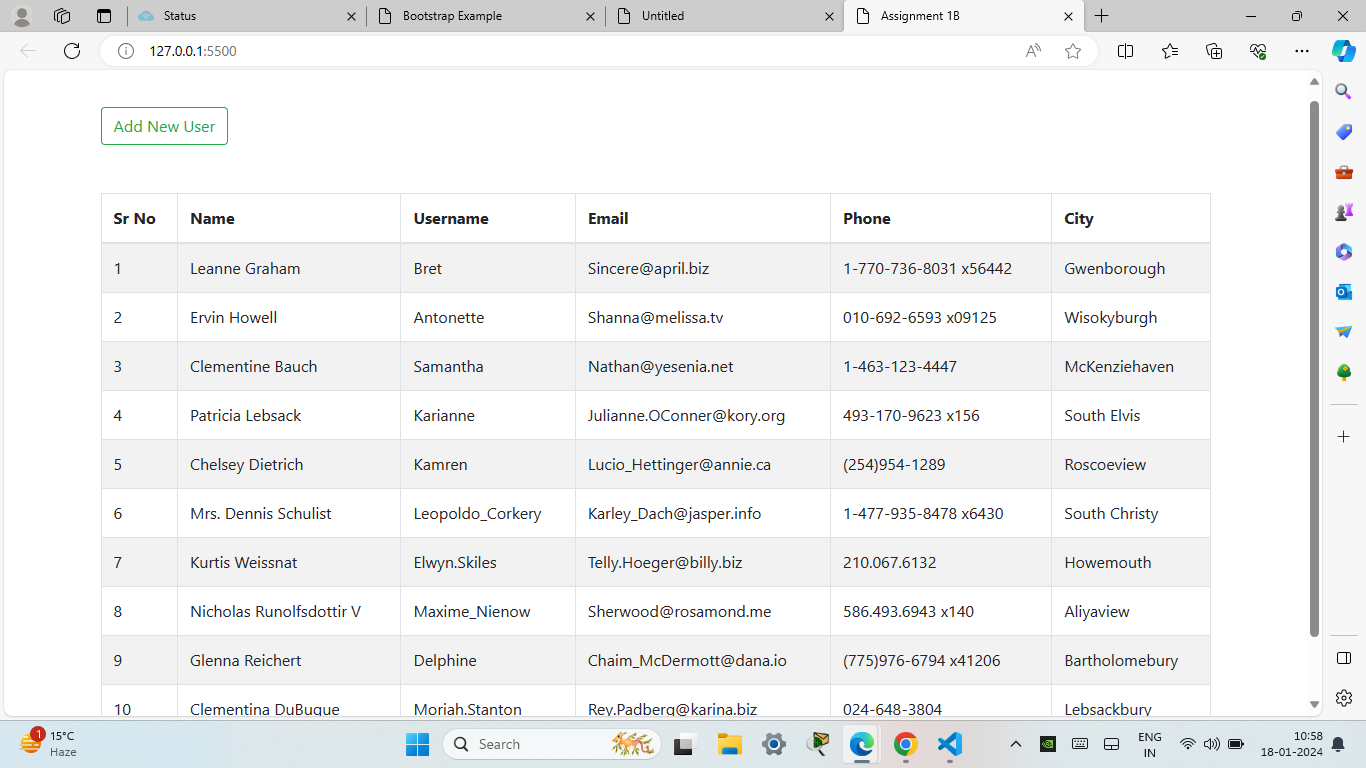 Status
Bootstrap Example
Untitled
Assignment 1B
127.0.0.1:5500
Add New User
Sr No Name Username Email Phone City
1 Leanne Graham Bret Sincere@april.biz 1-770-736-8031 x56442 Gwenborough
2 Ervin Howell Antonette Shanna@melissa.tv 010-692-6593 x09125 Wisokyburgh
3 Clementine Bauch Samantha Nathan@yesenia.net 1-463-123-4447 McKenziehaven
4 Patricia Lebsack Karianne Julianne.OConner@kory.org 493-170-9623 x156 South Elvis
5 Chelsey Dietrich Kamren Lucio_Hettinger@annie.ca (254)954-1289 Roscoeview
6 Mrs. Dennis Schulist Leopoldo_Corkery Karley_Dach@jasper.info 1-477-935-8478 x6430 South Christy
7 Kurtis Weissnat Elwyn.Skiles Telly.Hoeger@billy.biz 210.067.6132 Howemouth
8 Nicholas Runolfsdottir V Maxime_Nienow Sherwood@rosamond.me 586.493.6943 x140 Aliyaview
9 Glenna Reichert Delphine Chaim_McDermott@dana.io (775)976-6794 x41206 Bartholomebury
10 Clementina DuBuque Moriah.Stanton Rey.Padberg@karina.biz 024-648-3804 Lebsackbury
1
15°C
Haze
Search
ENG
IN
10:58
18-01-2024